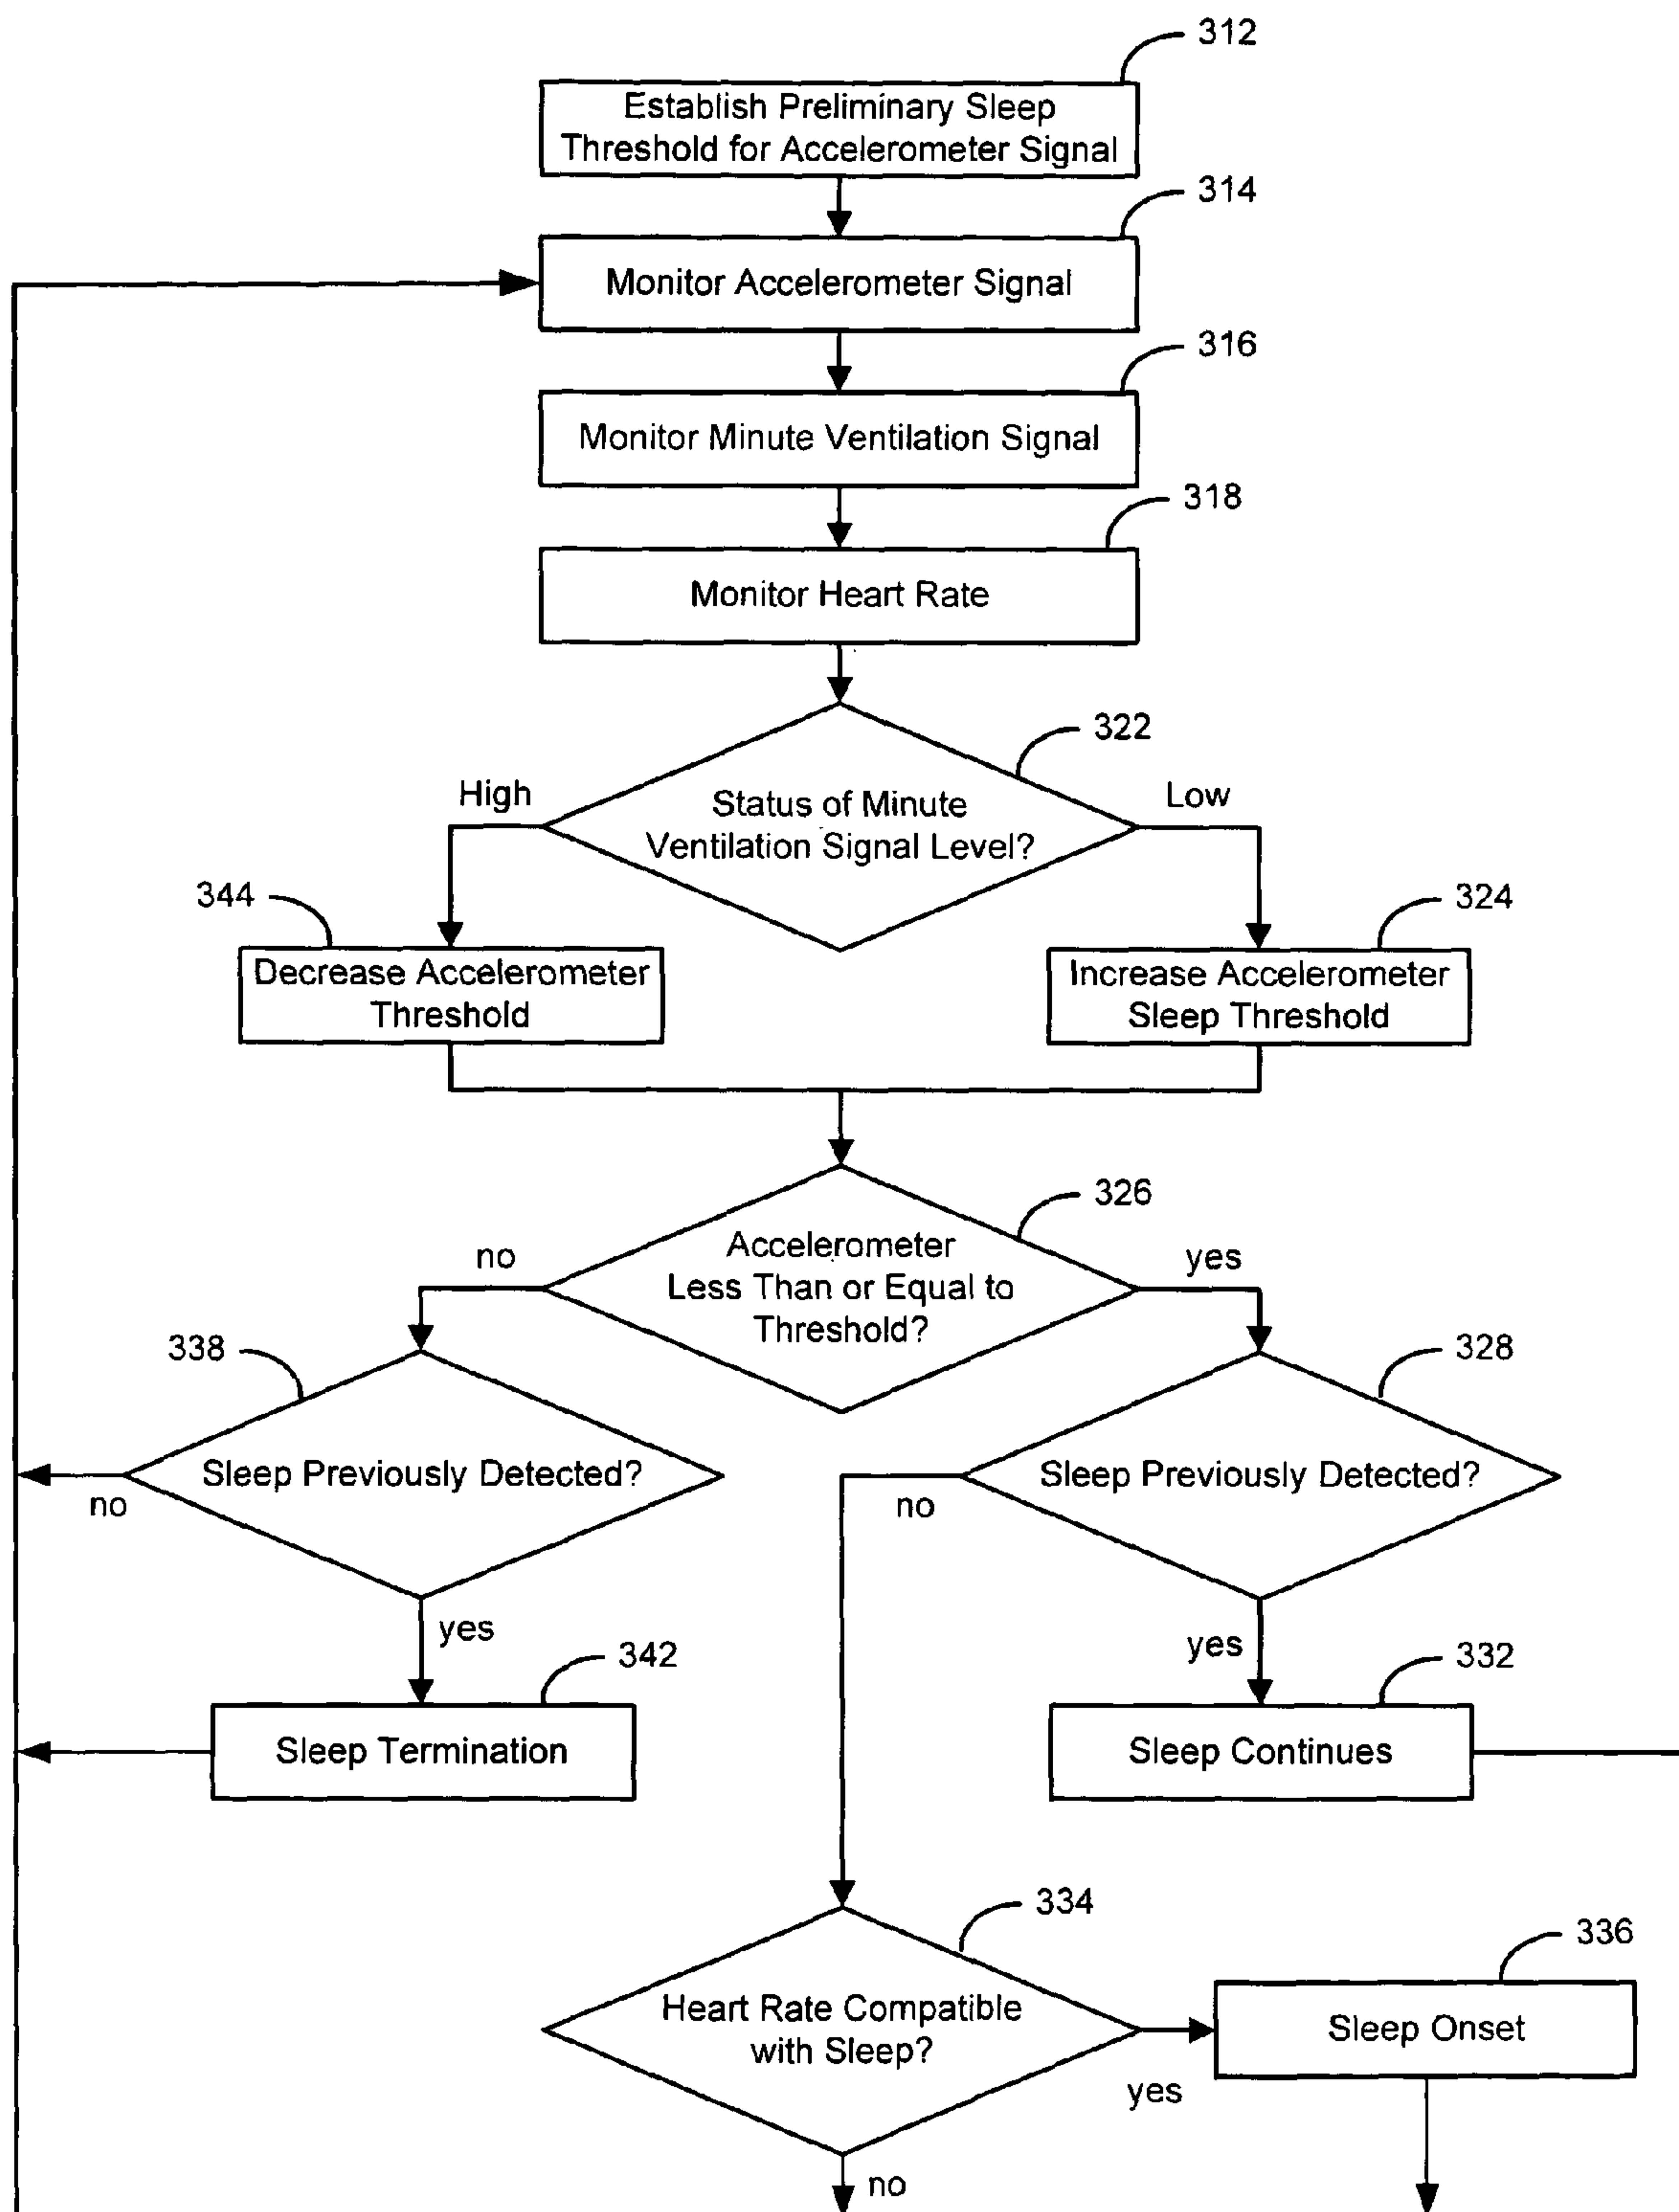 312
Establish Preliminary Sleep
Threshold for Accelerometer Signal
314
Monitor Accelerometer Signal
316
Monitor Minute Ventilation Signal
318
Monitor Heart Rate
322
High
Status of Minute
Ventilation Signal Level?
Low
344
324
Decrease Accelerometer
Threshold
Increase Accelerometer
Sleep Threshold
326
no
Accelerometer
Less Than or Equal to
Threshold?
yes
338
328
Sleep Previously Detected?
no
Sleep Previously Detected?
no
yes
342
yes
332
Sleep Termination
Sleep Continues
334
336
Heart Rate Compatible
with Sleep?
Sleep Onset
yes
no